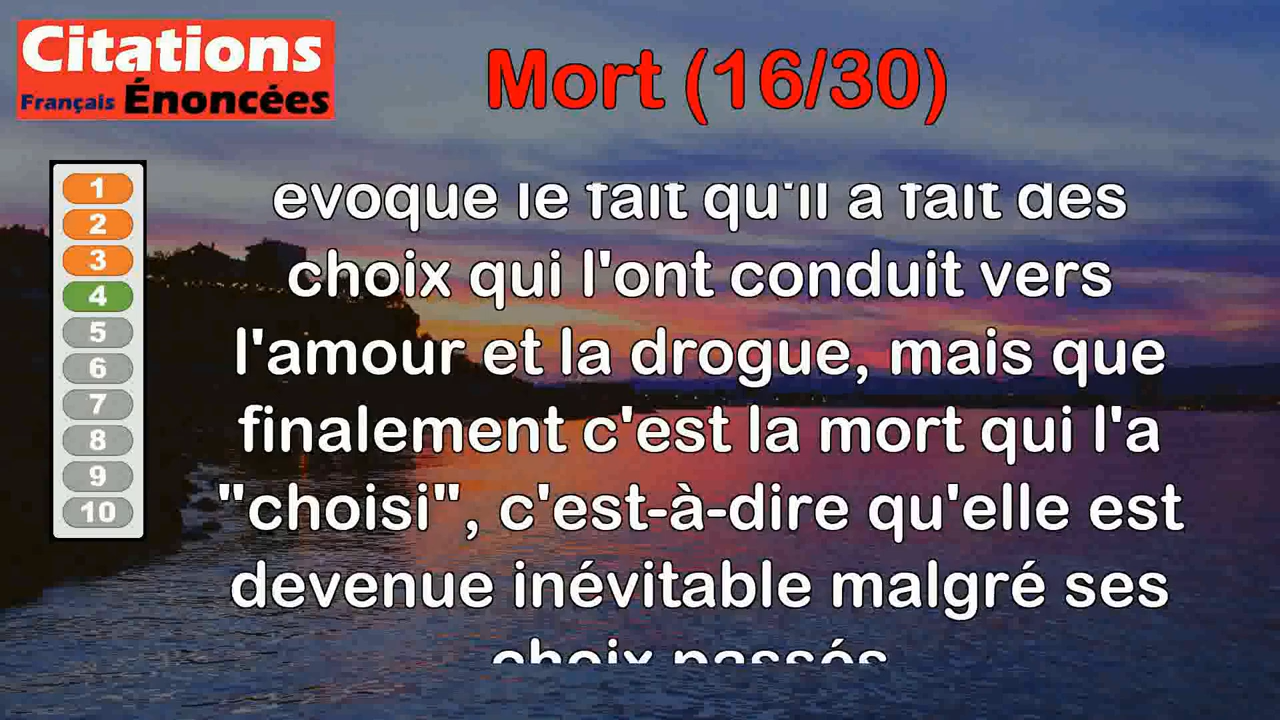 Citations
Français Énoncées
Mort (16/30)
1
2
3
4
5
6
7
8
9
10
évoque le fait qu'il a fait des
choix qui l'ont conduit vers
l'amour et la drogue, mais que
finalement c'est la mort qui l'a
"choisi", c'est-à-dire qu'elle est
devenue inévitable malgré ses
choix passés